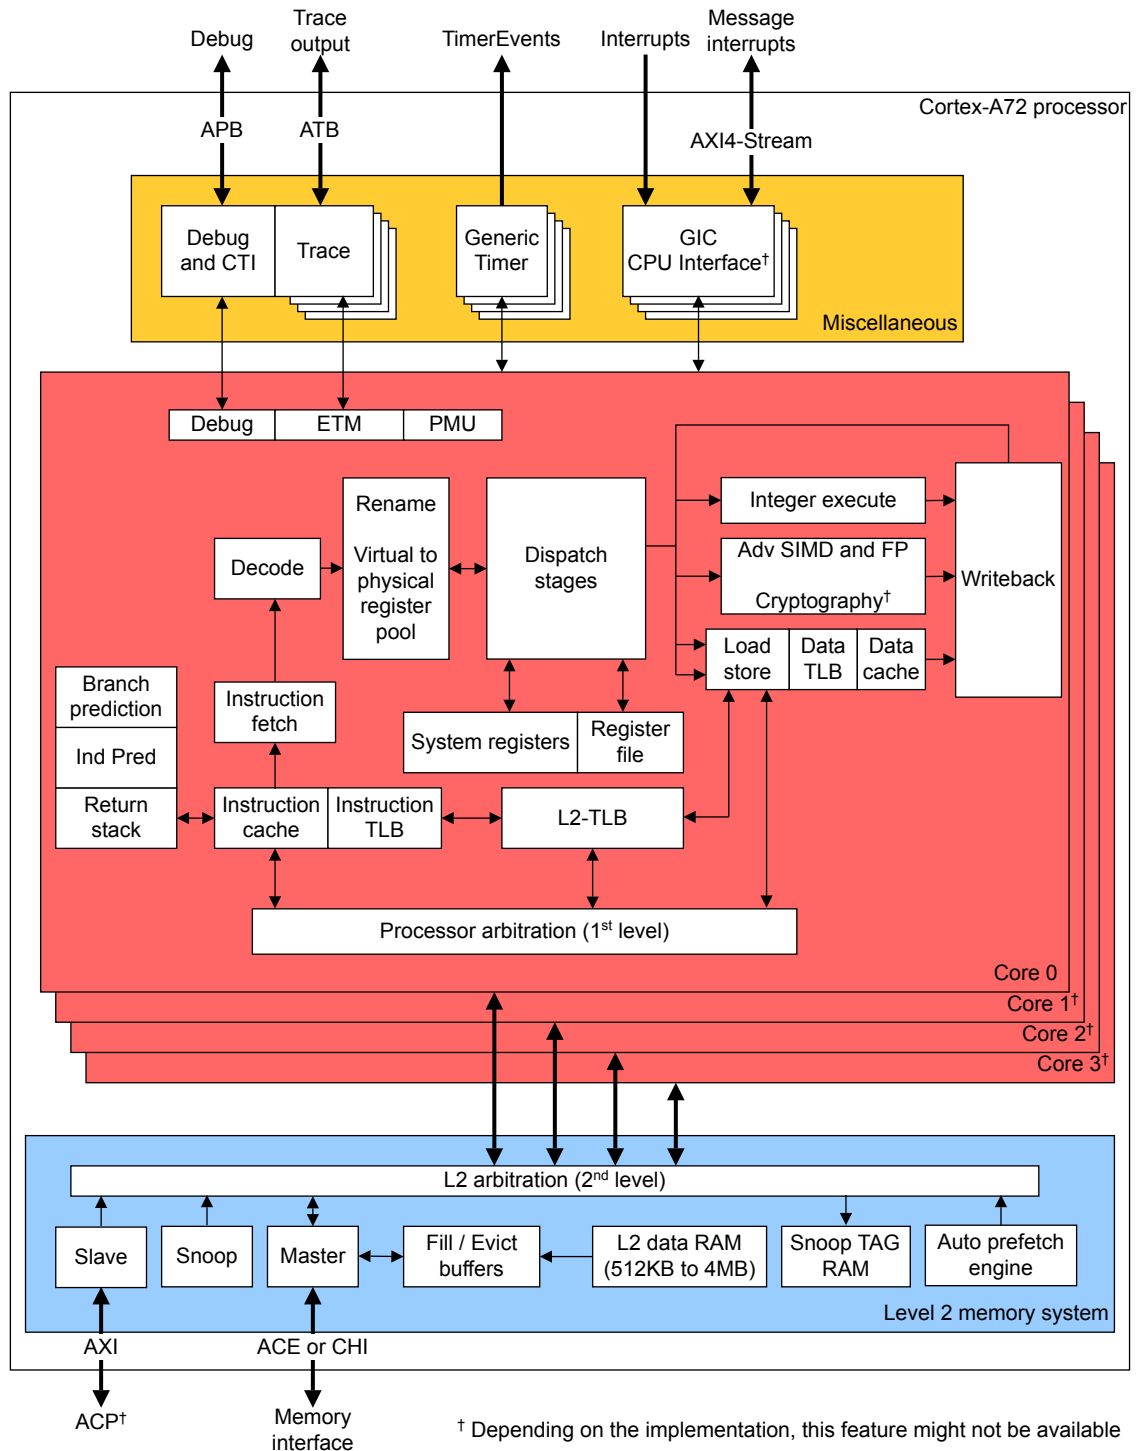 Debug
Trace
output
TimerEvents
Interrupts
Message
interrupts
Cortex-A72 processor
APB
ATB
AXI4-Stream
Debug
and CTI
Trace
Generic
Timer
GIC
CPU Interface†
Miscellaneous
Debug
ETM
PMU
Rename
Virtual to
physical
register
pool
Decode
Dispatch
stages
Integer execute
Adv SIMD and FP
Cryptography†
Writeback
Load
store
Data
TLB
Data
cache
Branch
prediction
Ind Pred
Return
stack
Instruction
fetch
System registers
Register
file
Instruction
cache
Instruction
TLB
L2-TLB
Processor arbitration (1st level)
Core 0
Core 1†
Core 2†
Core 3†
L2 arbitration (2nd level)
Slave
Snoop
Master
Fill / Evict
buffers
L2 data RAM
(512KB to 4MB)
Snoop TAG
RAM
Auto prefetch
engine
Level 2 memory system
AXI
ACE or CHI
ACP†
Memory
interface
† Depending on the implementation, this feature might not be available